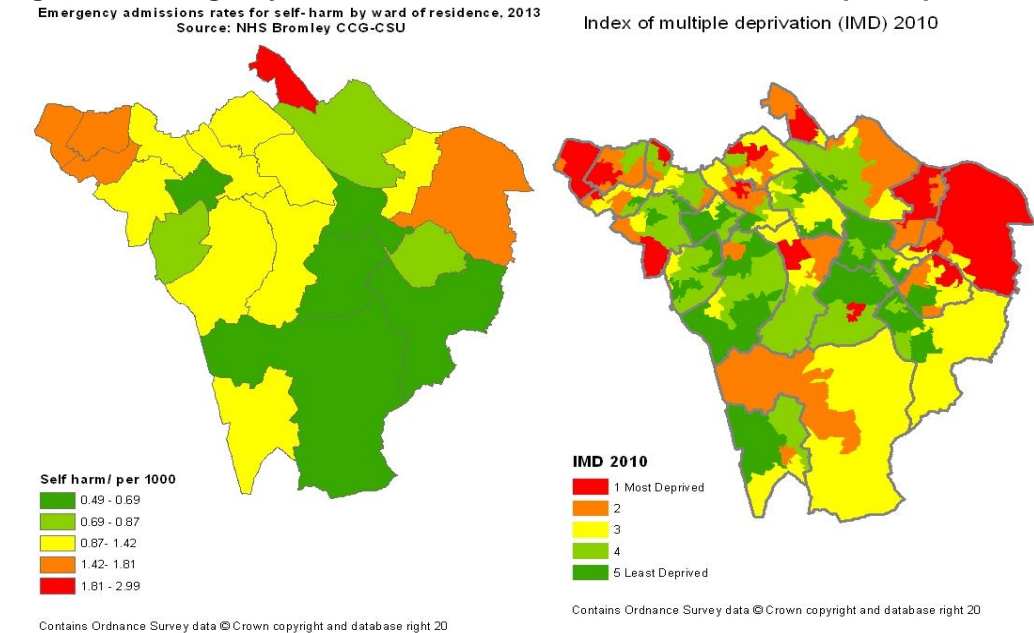 Emergency admissions rates for self- harm by ward of residence, 2013
Source: NHS Bromley CCG-CSU
Self harm/ per 1000
0.49 - 0.69
0.69 - 0.87
0.87- 1.42
1.42- 1.81
1.81 - 2.99
Contains Ordnance Survey data © Crown copyright and database right 20
Index of multiple deprivation (IMD) 2010
IMD 2010
1 Most Deprived
2
3
4
5 Least Deprived
Contains Ordnance Survey data © Crown copyright and database right 20